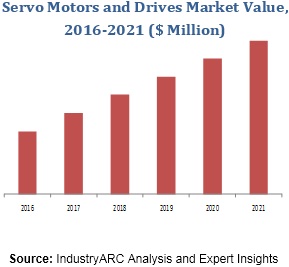 Servo Motors and Drives Market Value,
2016-2021 ($ Million)
2016 2017 2018 2019 2020 2021
Source: IndustryARC Analysis and Expert Insights